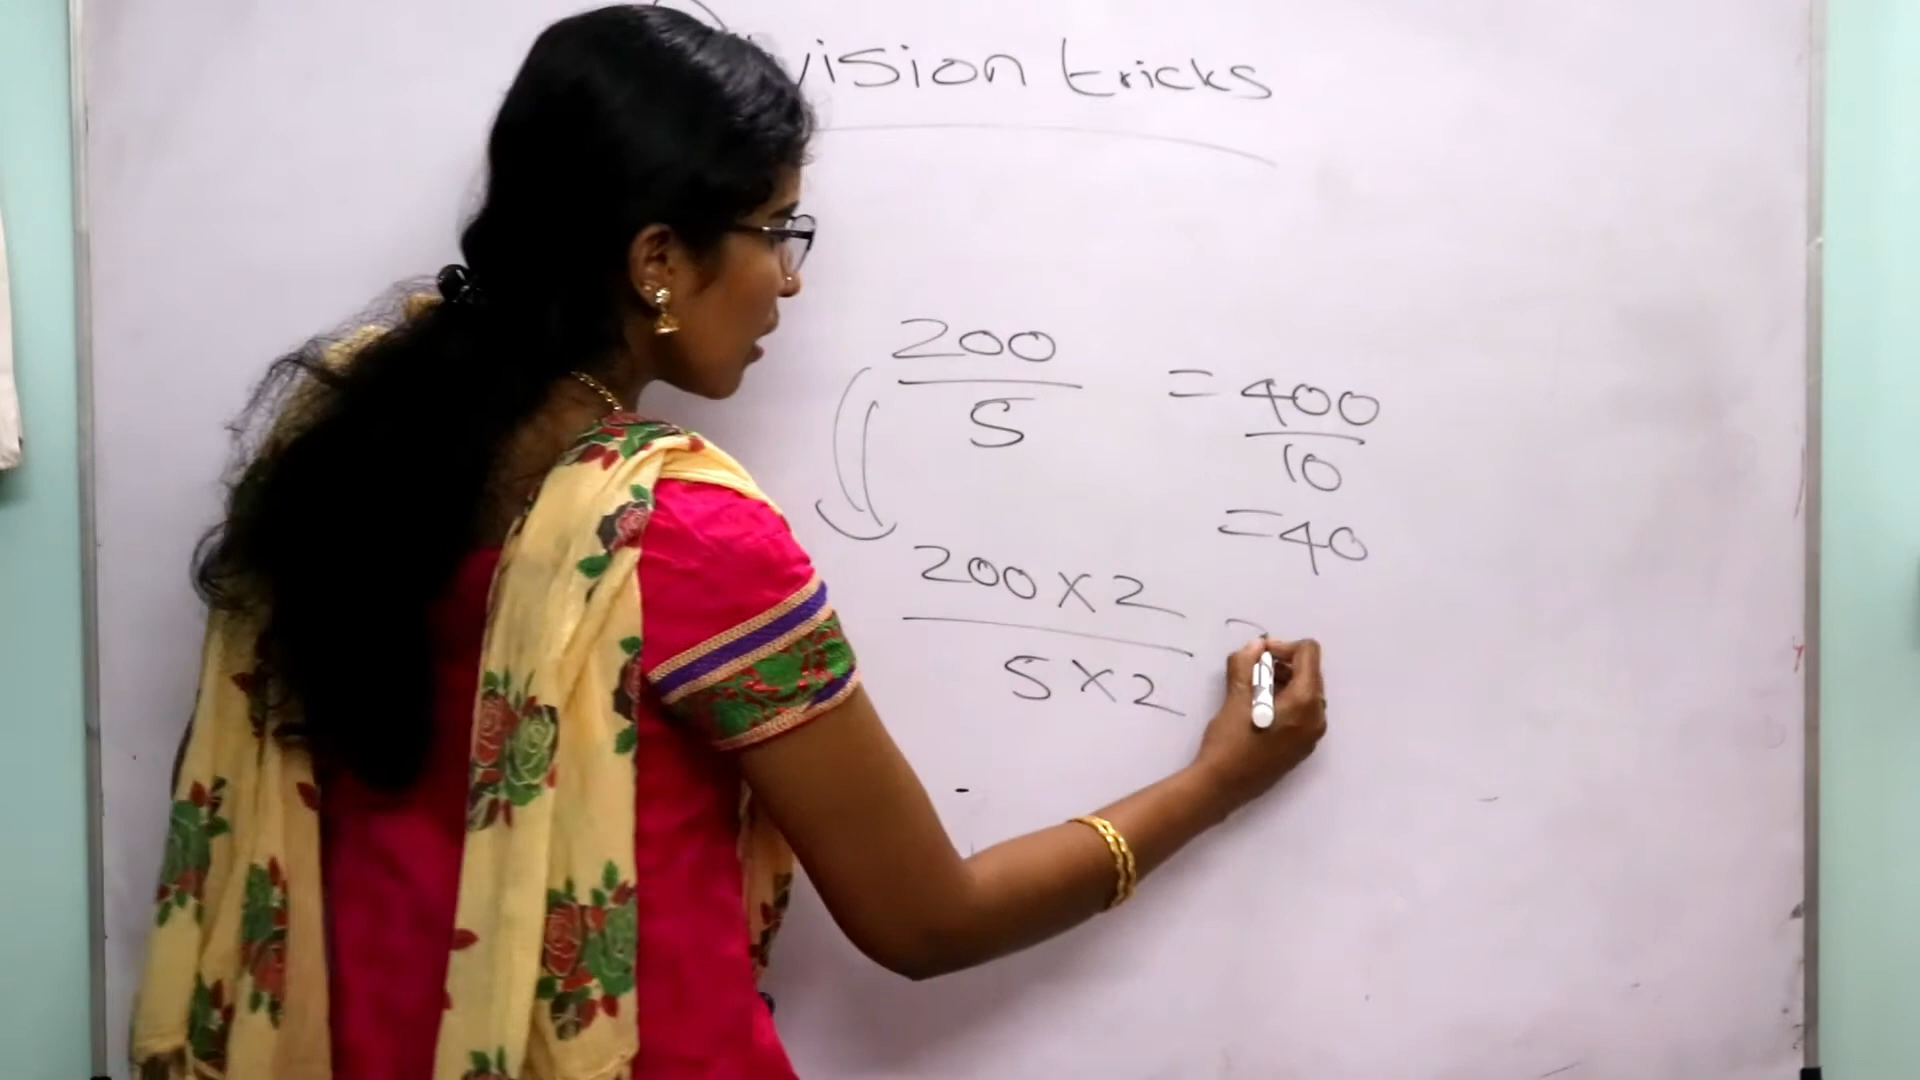 vision tricks
200
5
= 400
10
= 40
200 x 2
5 x 2